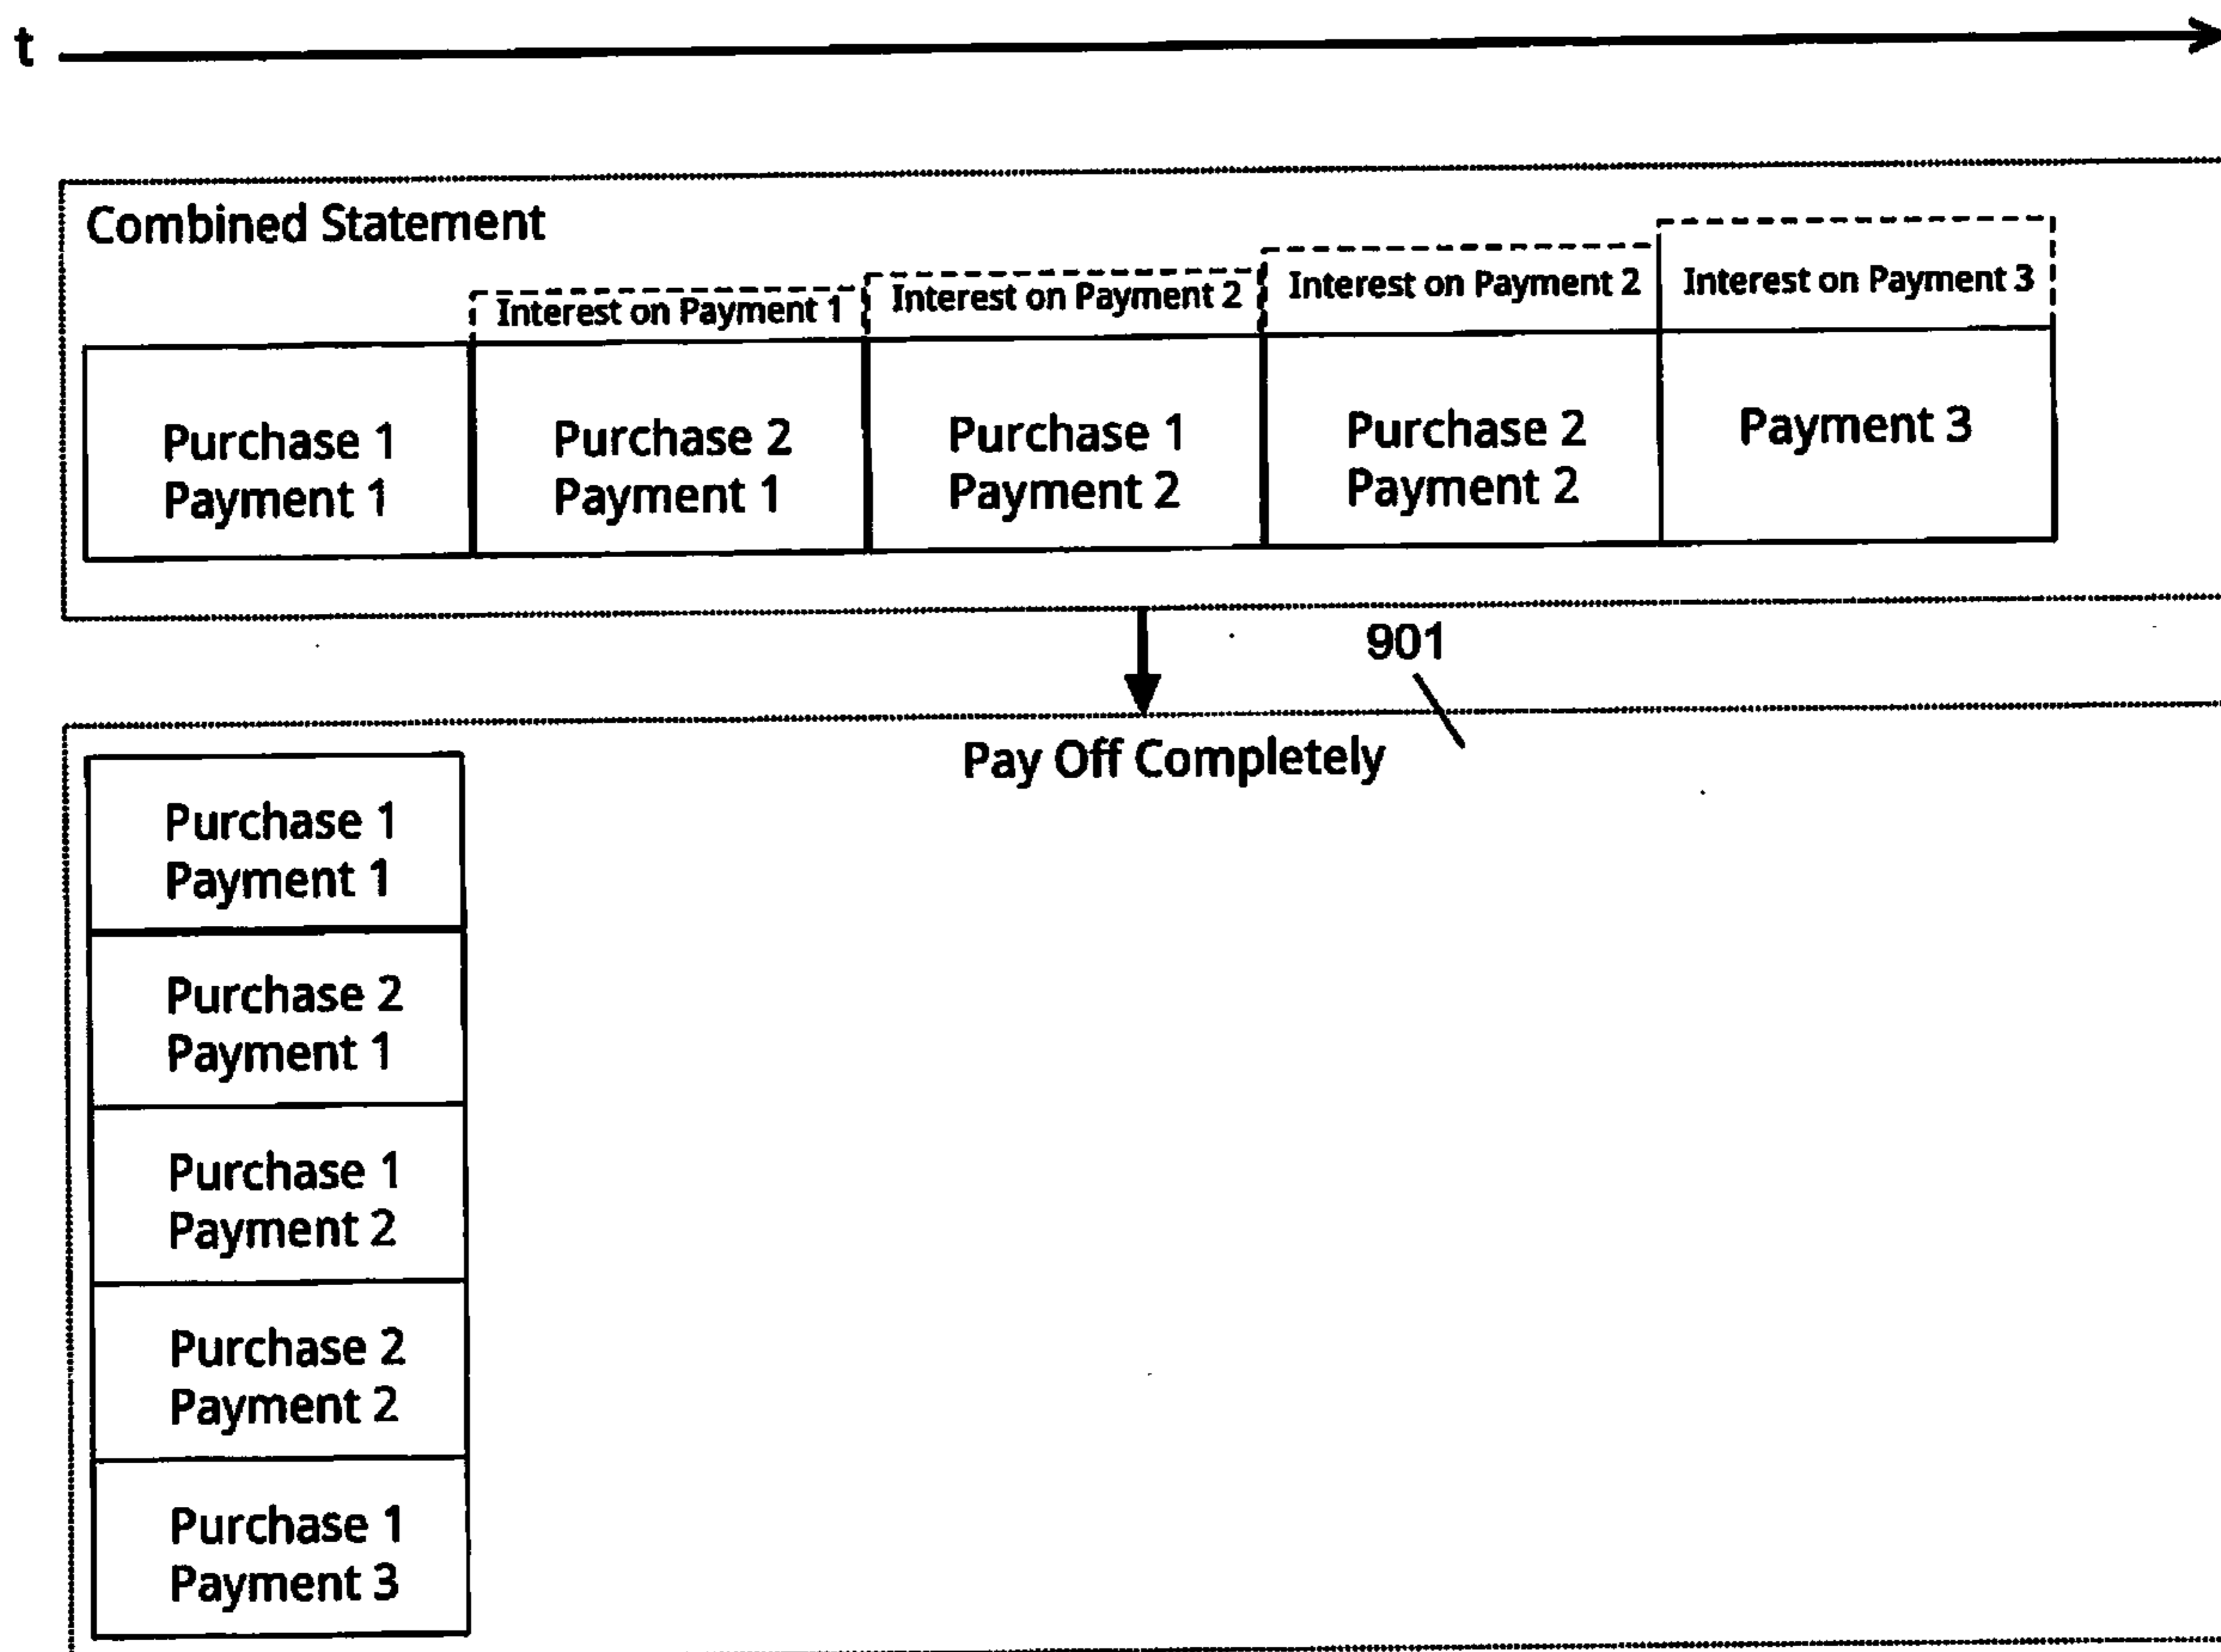 t
Combined Statement
Interest on Payment 1
Interest on Payment 2
Interest on Payment 2
Interest on Payment 3
Purchase 1
Payment 1
Purchase 2
Payment 1
Purchase 1
Payment 2
Purchase 2
Payment 2
Payment 3
901
Pay Off Completely
Purchase 1
Payment 1
Purchase 2
Payment 1
Purchase 1
Payment 2
Purchase 2
Payment 2
Purchase 1
Payment 3